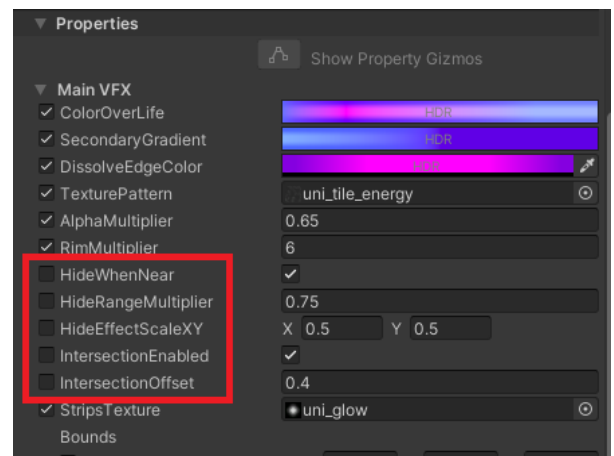 Properties
Show Property Gizmos
Main VFX
ColorOverLife HDR
SecondaryGradient HDR
DissolveEdgeColor HDR
TexturePattern uni_tile_energy
AlphaMultiplier 0.65
RimMultiplier 6
HideWhenNear
HideRangeMultiplier 0.75
HideEffectScaleXY X 0.5 Y 0.5
IntersectionEnabled
IntersectionOffset 0.4
StripsTexture uni_glow
Bounds